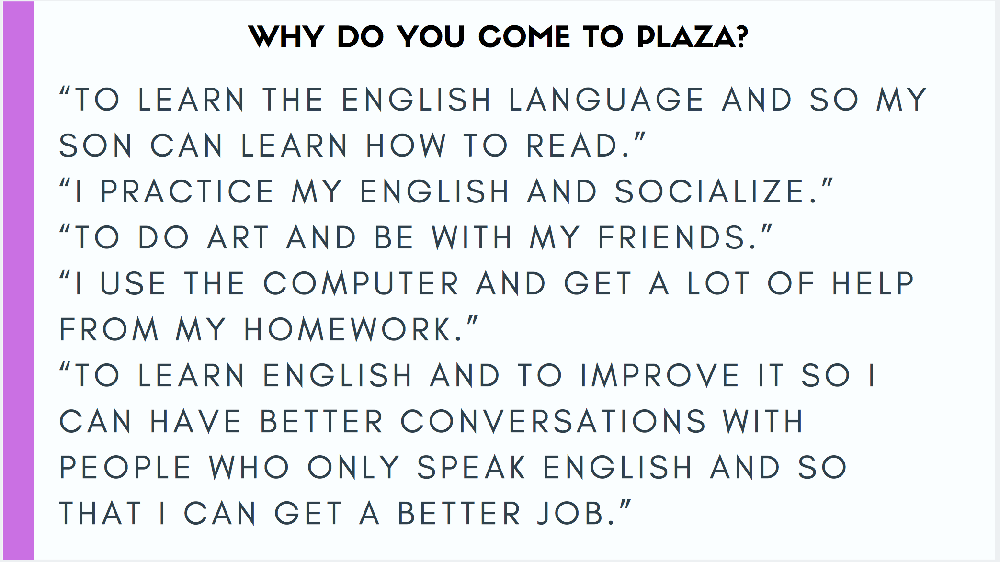 WHY DO YOU COME TO PLAZA?
“TO LEARN THE ENGLISH LANGUAGE AND SO MY
SON CAN LEARN HOW TO READ.”
“I PRACTICE MY ENGLISH AND SOCIALIZE.”
“TO DO ART AND BE WITH MY FRIENDS.”
“I USE THE COMPUTER AND GET A LOT OF HELP
FROM MY HOMEWORK.”
“TO LEARN ENGLISH AND TO IMPROVE IT SO I
CAN HAVE BETTER CONVERSATIONS WITH
PEOPLE WHO ONLY SPEAK ENGLISH AND SO
THAT I CAN GET A BETTER JOB.”